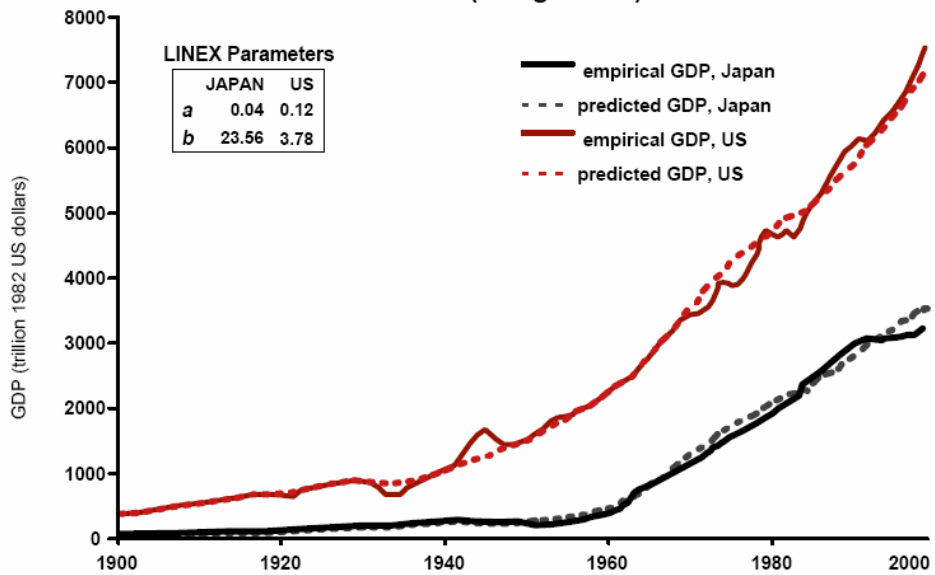 8000
7000
6000
5000
4000
3000
2000
1000
0
GDP (trillion 1982 US dollars)
LINEX Parameters
JAPAN US
a 0.04 0.12
b 23.56 3.78
empirical GDP, Japan
predicted GDP, Japan
empirical GDP, US
predicted GDP, US
1900 1920 1940 1960 1980 2000